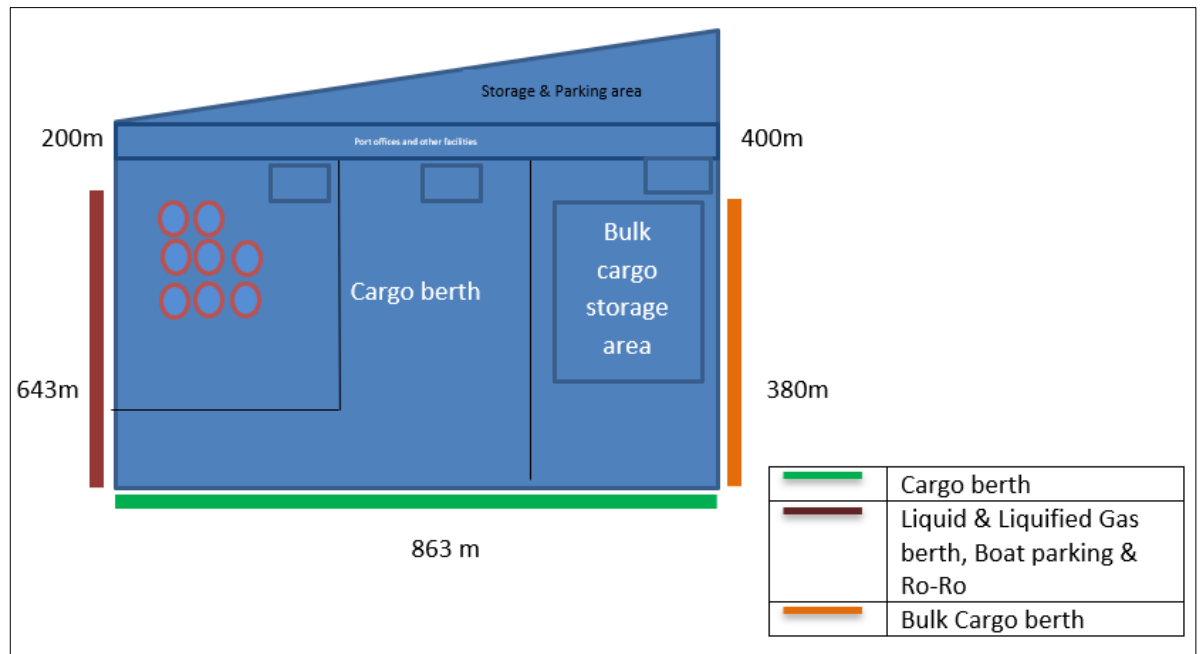 Storage & Parking area
200m
Port offices and other facilities
400m
Bulk
cargo
storage
area
Cargo berth
643m
380m
863 m
Cargo berth
Liquid & Liquified Gas
berth, Boat parking &
Ro-Ro
Bulk Cargo berth